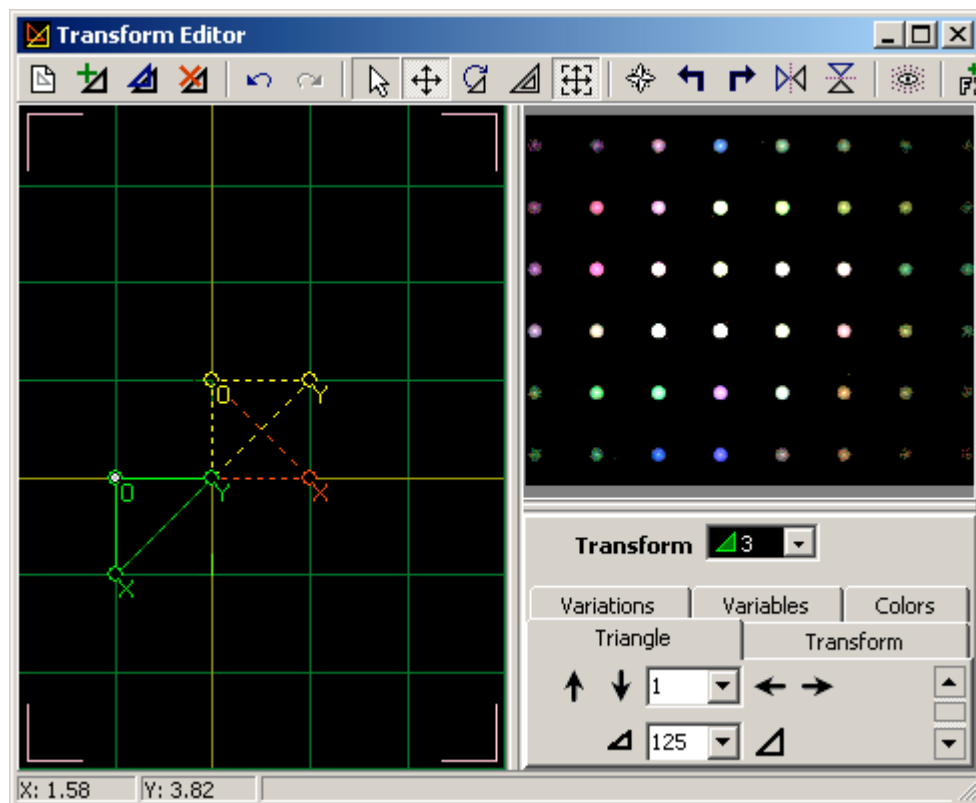 Transform Editor
O
Y
X
O
Y
X
Transform 3
Variations Variables Colors
Triangle Transform
1
125
X: 1.58 Y: 3.82